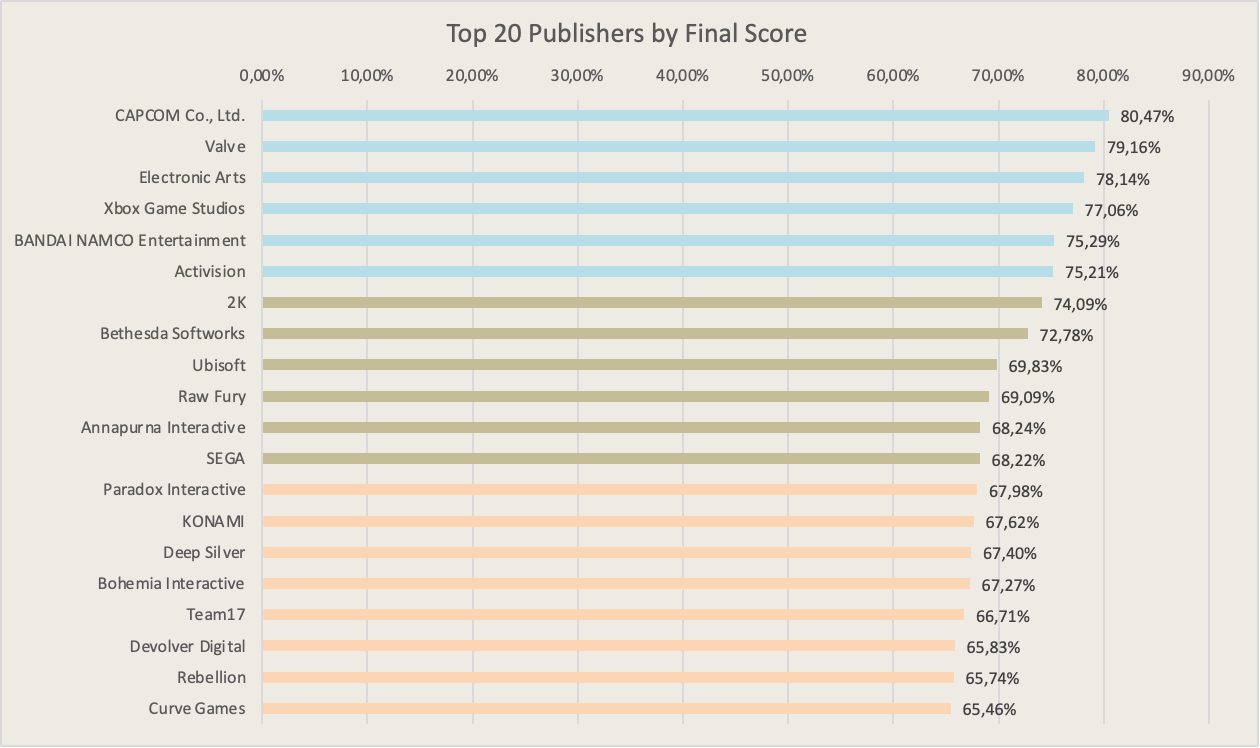 Top 20 Publishers by Final Score
0,00% 10,00% 20,00% 30,00% 40,00% 50,00% 60,00% 70,00% 80,00% 90,00%
CAPCOM Co., Ltd. 80,47%
Valve 79,16%
Electronic Arts 78,14%
Xbox Game Studios 77,06%
BANDAI NAMCO Entertainment 75,29%
Activision 75,21%
2K 74,09%
Bethesda Softworks 72,78%
Ubisoft 69,83%
Raw Fury 69,09%
Annapurna Interactive 68,24%
SEGA 68,22%
Paradox Interactive 67,98%
KONAMI 67,62%
Deep Silver 67,40%
Bohemia Interactive 67,27%
Team17 66,71%
Devolver Digital 65,83%
Rebellion 65,74%
Curve Games 65,46%